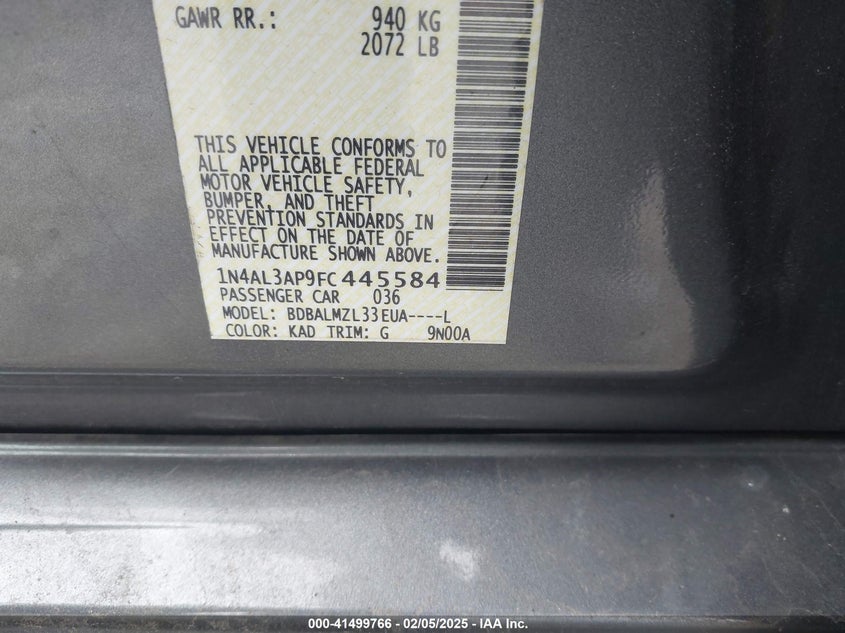 GAWR RR.: 940 KG
2072 LB
THIS VEHICLE CONFORMS TO
ALL APPLICABLE FEDERAL
MOTOR VEHICLE SAFETY,
BUMPER, AND THEFT
PREVENTION STANDARDS IN
EFFECT ON THE DATE OF
MANUFACTURE SHOWN ABOVE.
1N4AL3AP9FC445584
PASSENGER CAR 036
MODEL: BDBALMZL33EUA----L
COLOR: KAD TRIM: G 9N00A
000-41499766 - 02/05/2025 - IAA Inc.